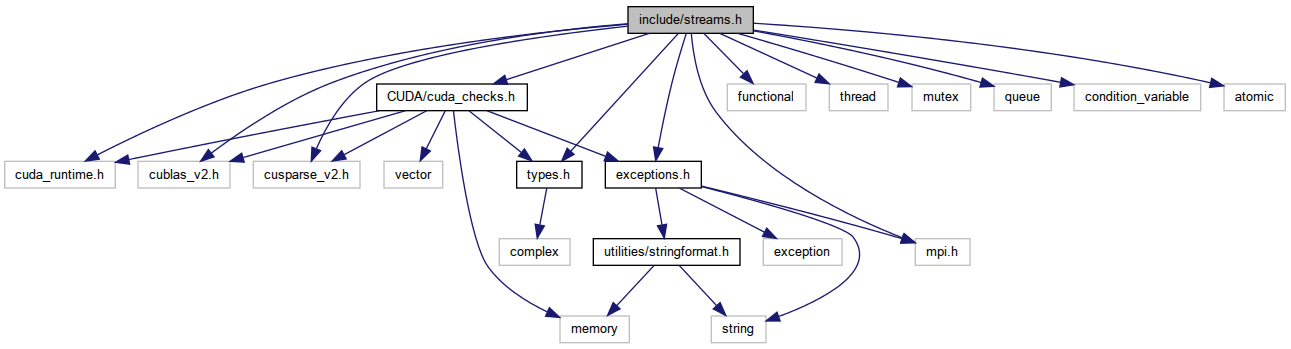 include/streams.h
CUDA/cuda_checks.h
functional
thread
mutex
queue
condition_variable
atomic
cuda_runtime.h
cublas_v2.h
cusparse_v2.h
vector
types.h
exceptions.h
complex
utilities/stringformat.h
exception
mpi.h
memory
string